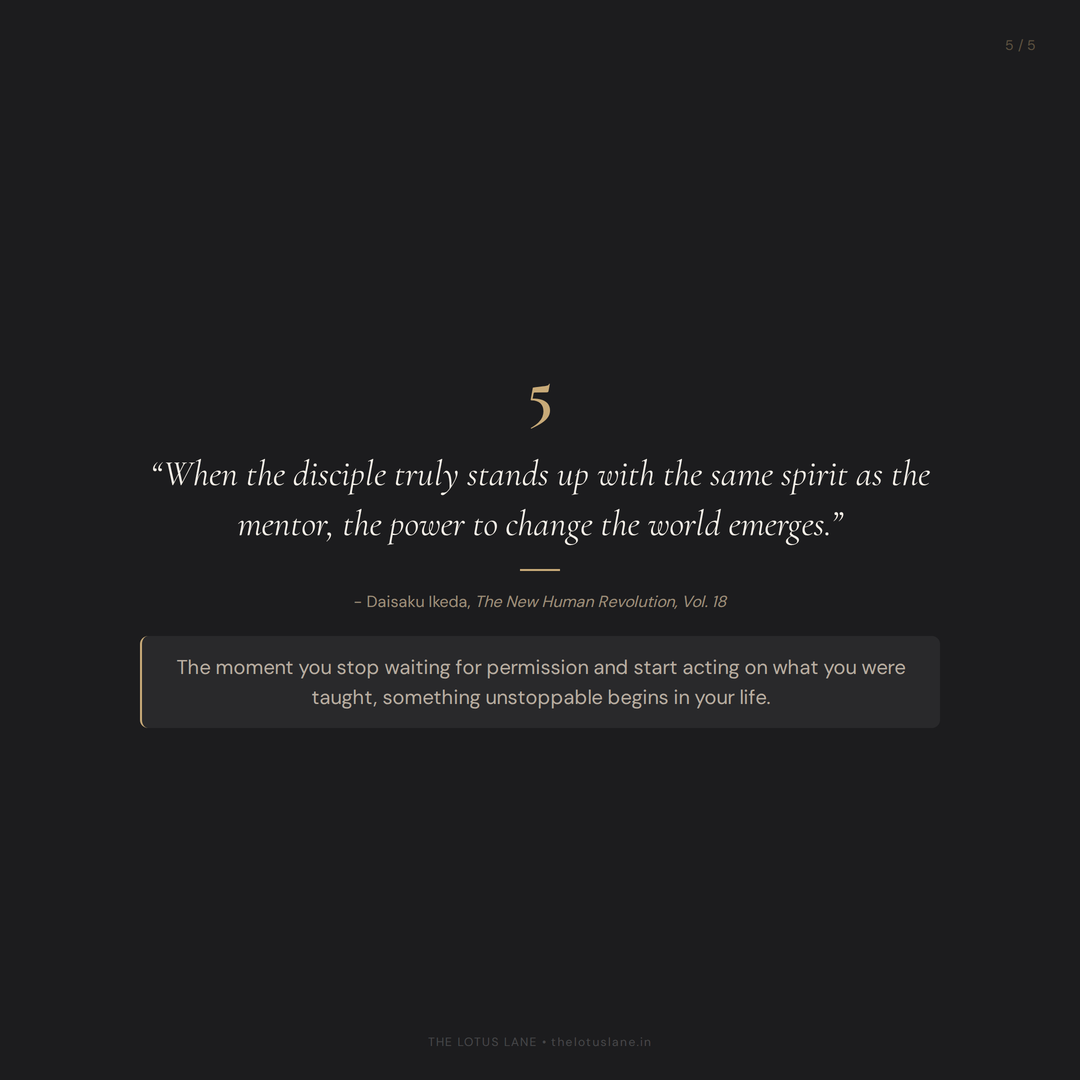 5 / 5
5
“When the disciple truly stands up with the same spirit as the
mentor, the power to change the world emerges.”
– Daisaku Ikeda, The New Human Revolution, Vol. 18
The moment you stop waiting for permission and start acting on what you were
taught, something unstoppable begins in your life.
THE LOTUS LANE • thelotuslane.in